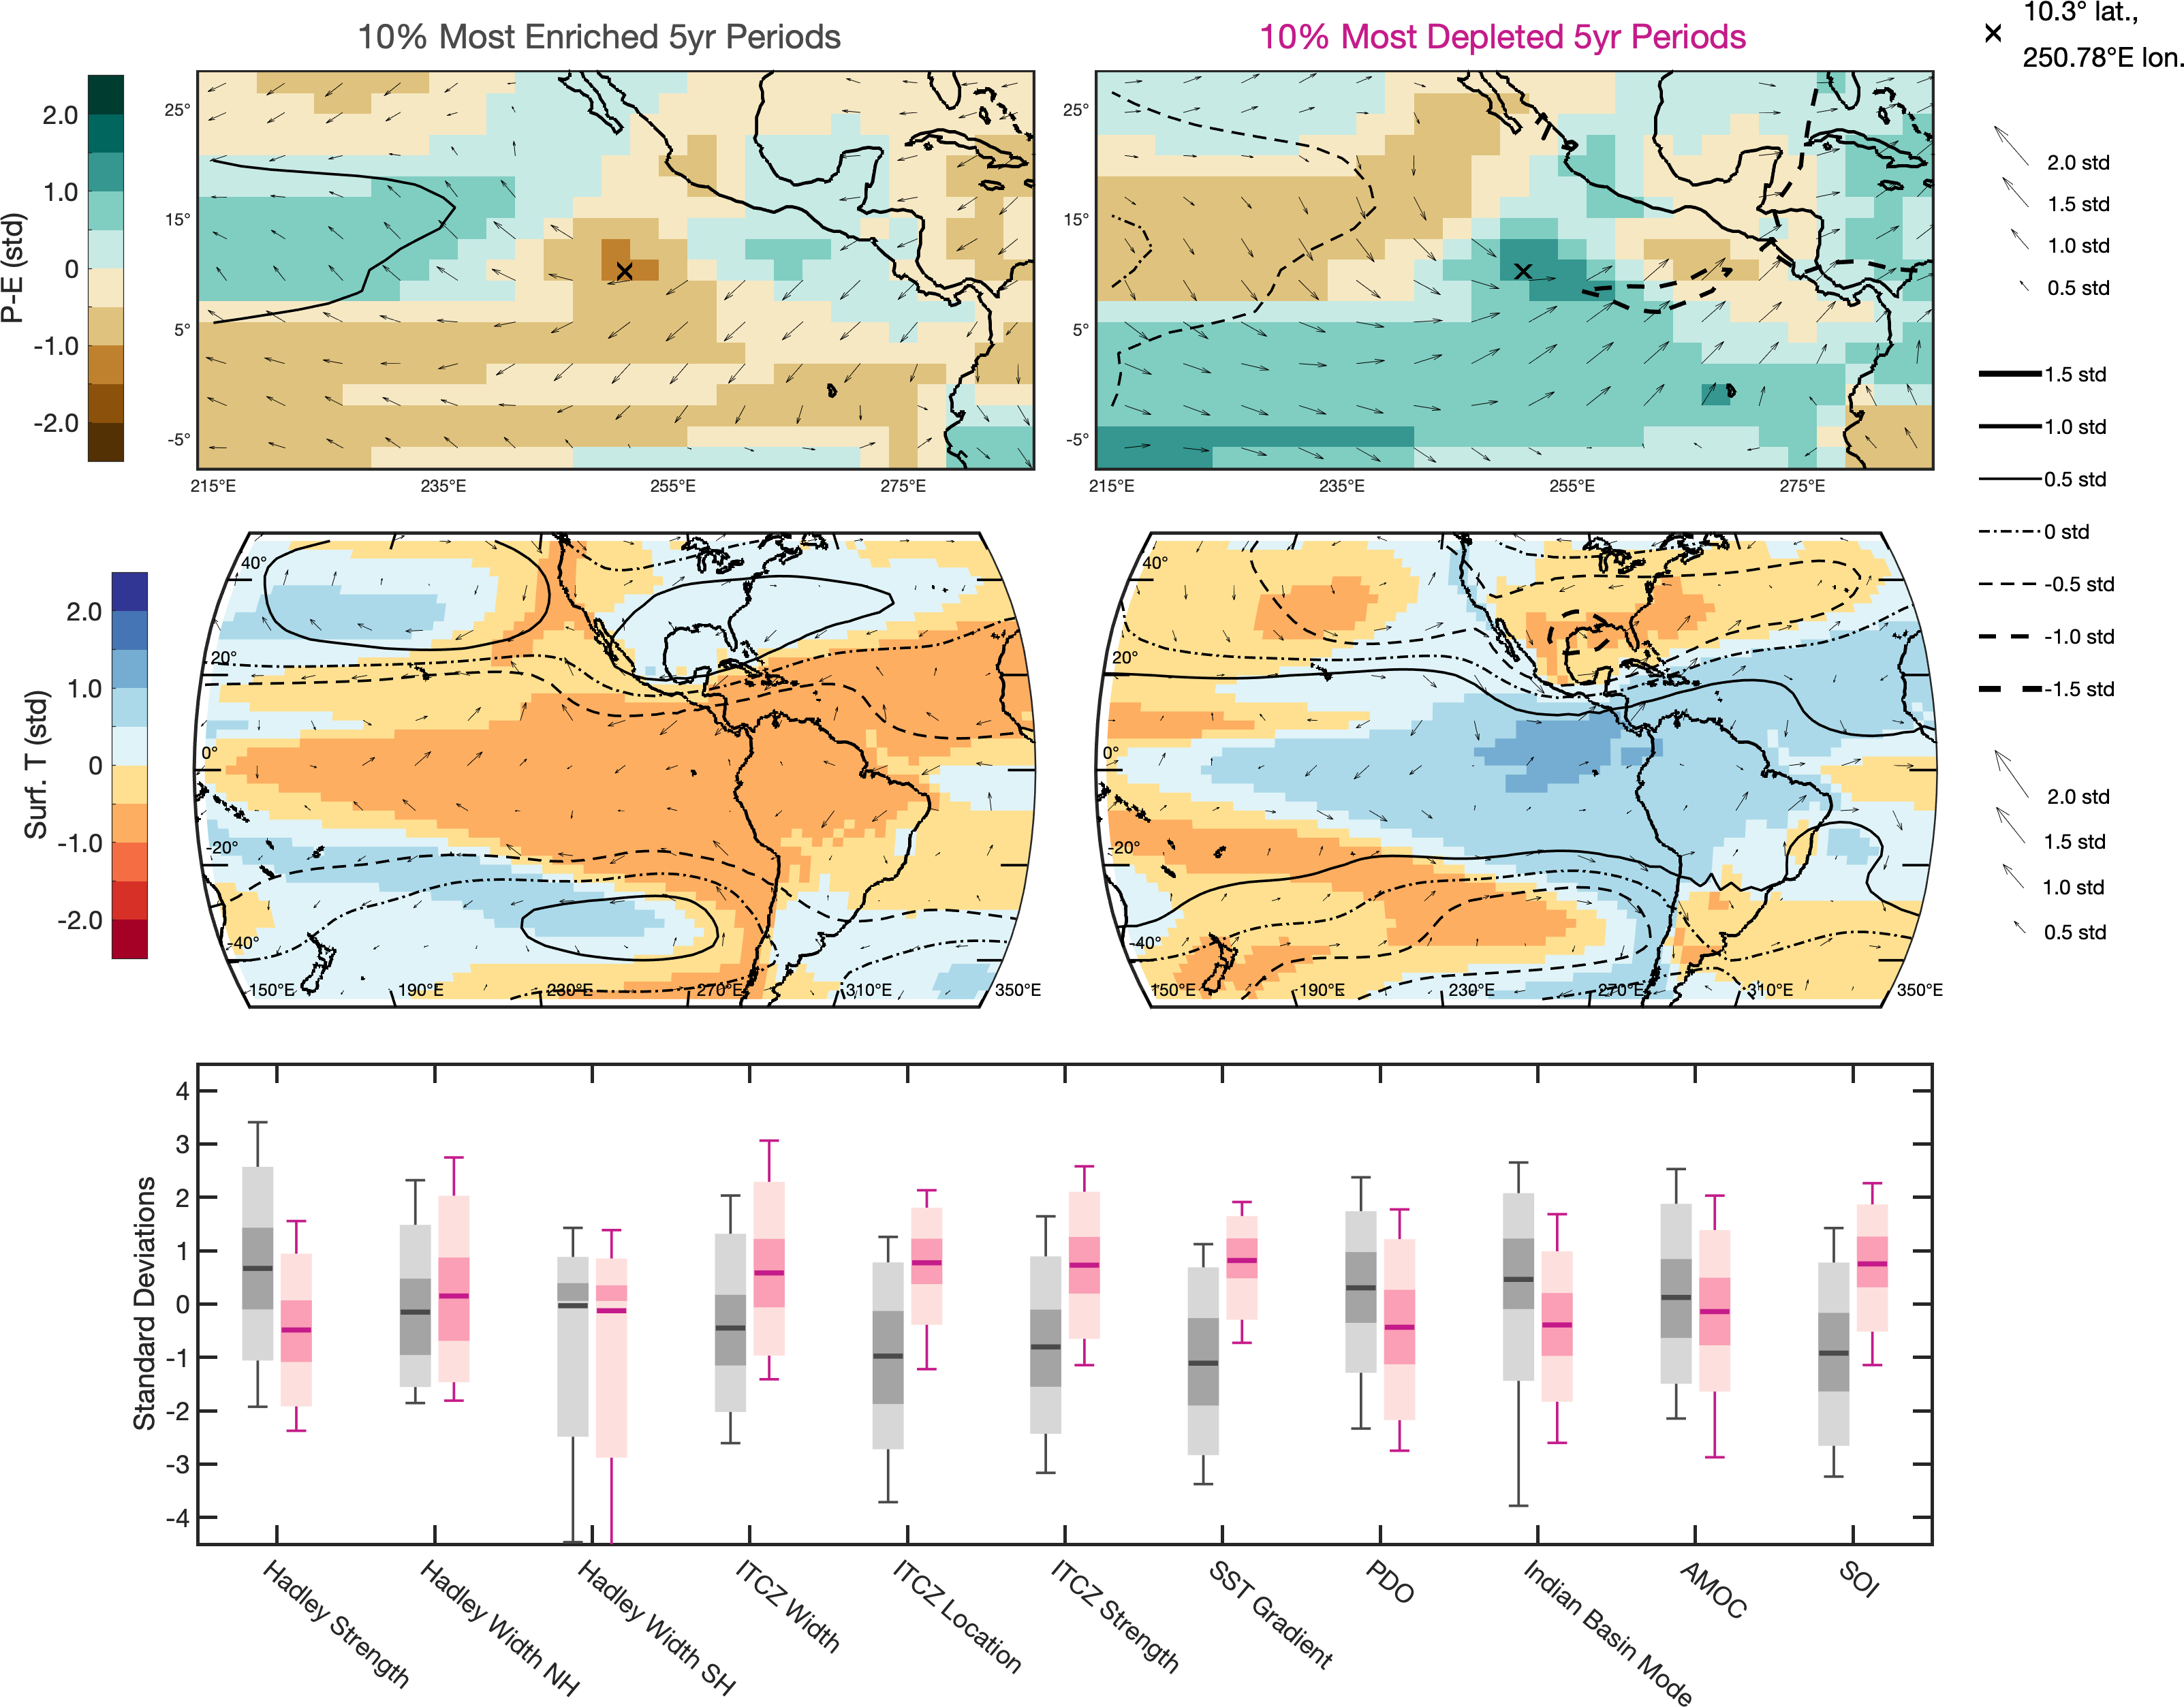 10% Most Enriched 5yr Periods
10% Most Depleted 5yr Periods
10.3° lat.,
250.78°E lon.
P-E (std)
2.0
1.0
0
-1.0
-2.0
25°
15°
5°
-5°
215°E
235°E
255°E
275°E
25°
15°
5°
-5°
215°E
235°E
255°E
275°E
2.0 std
1.5 std
1.0 std
0.5 std
1.5 std
1.0 std
0.5 std
0 std
-0.5 std
-1.0 std
-1.5 std
Surf. T (std)
2.0
1.0
0
-1.0
-2.0
40°
20°
0°
-20°
-40°
150°E
190°E
230°E
270°E
310°E
350°E
40°
20°
0°
-20°
-40°
150°E
190°E
230°E
270°E
310°E
350°E
2.0 std
1.5 std
1.0 std
0.5 std
Standard Deviations
4
3
2
1
0
-1
-2
-3
-4
Hadley Strength
Hadley Width NH
Hadley Width SH
ITCZ Width
ITCZ Location
ITCZ Strength
SST Gradient
PDO
Indian Basin Mode
AMOC
SOI